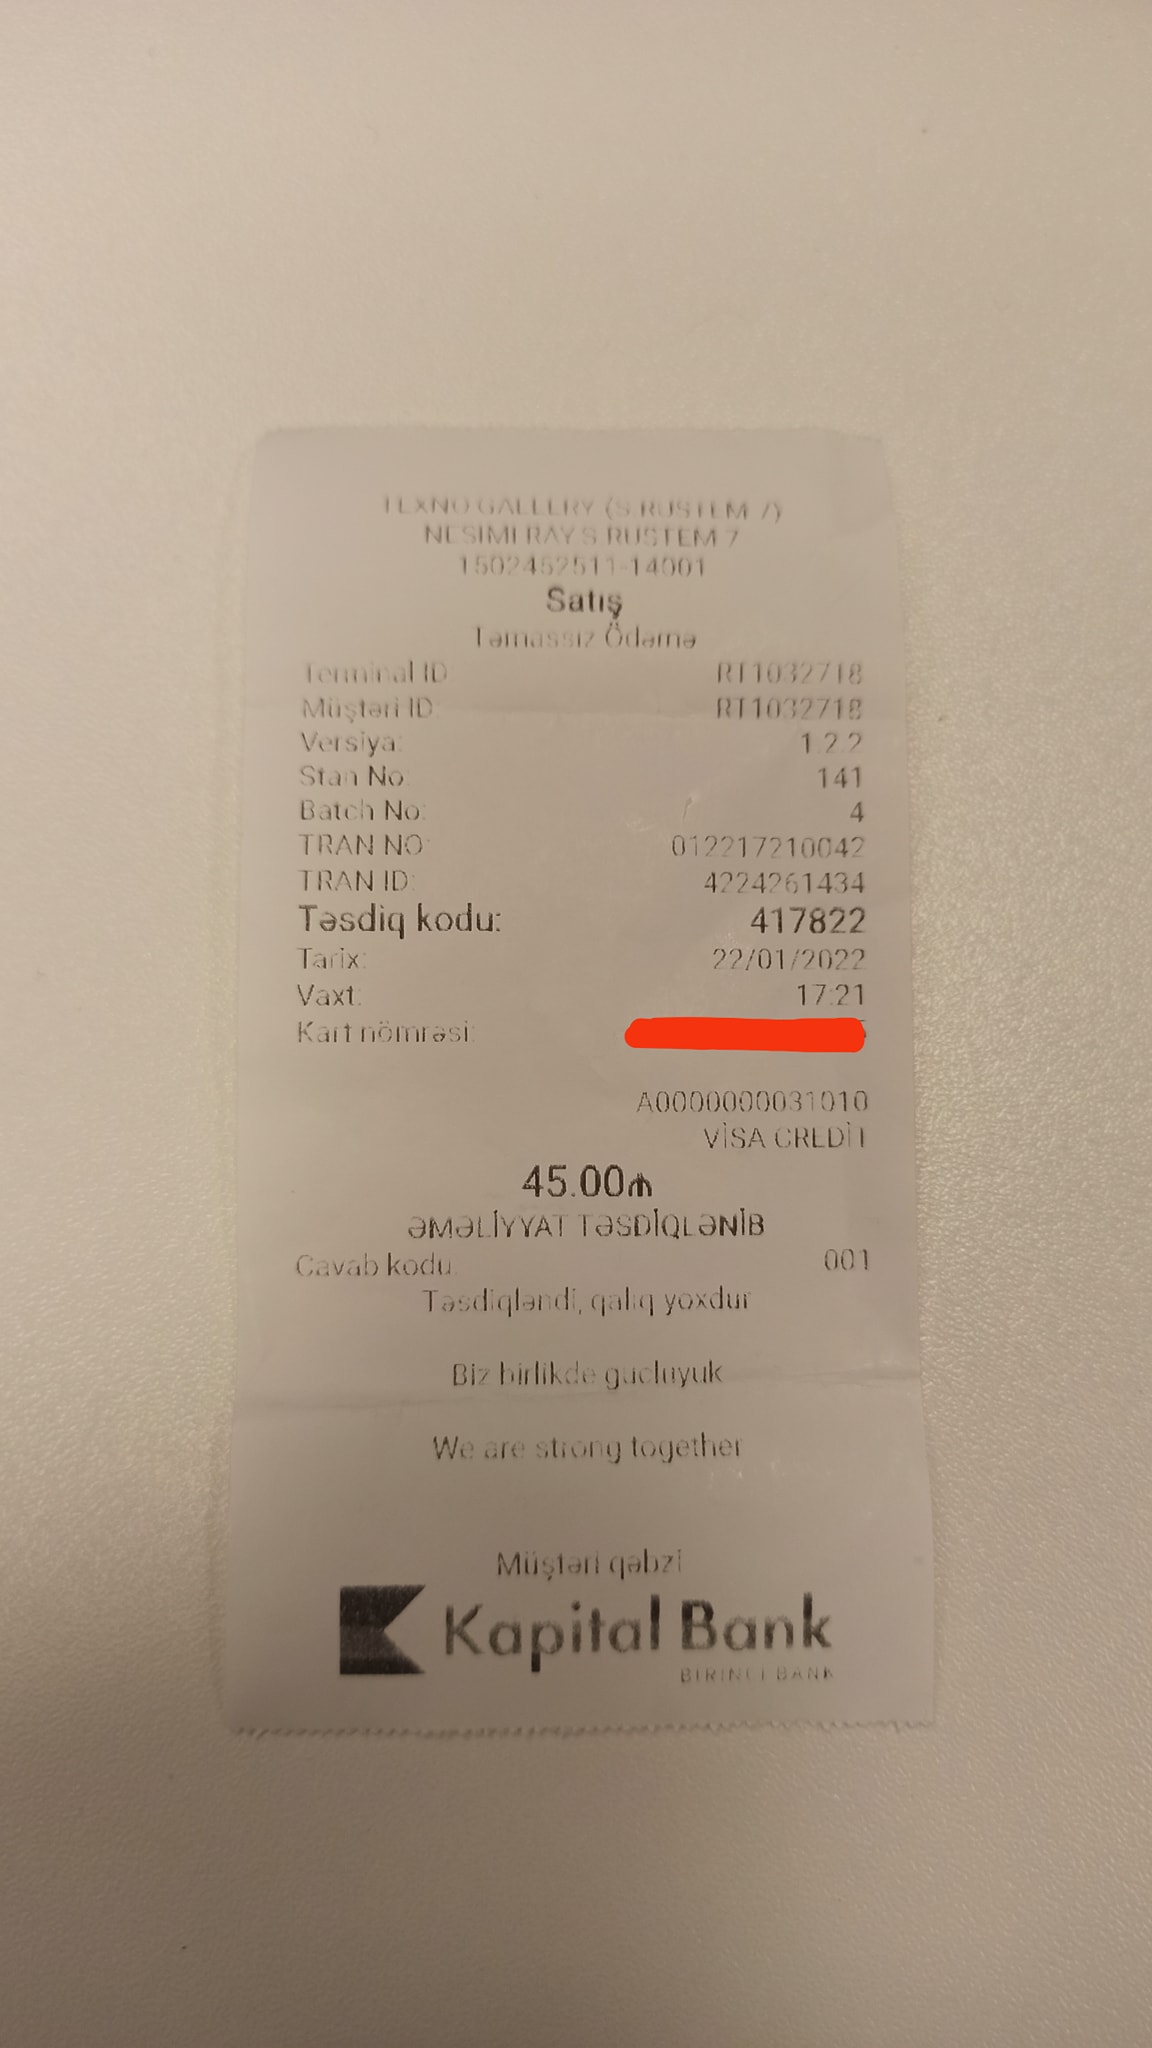 TEXNO GALLERY (S.RUSTEM 7)
NESIMI RAY S.RUSTEM 7
1502452511-14001
Satış
Təmassız Ödəmə
Terminal ID RT1032718
Müştəri ID: RT1032718
Versiya: 1.2.2
Stan No: 141
Batch No: 4
TRAN NO: 012217210042
TRAN ID: 4224261434
Təsdiq kodu: 417822
Tarix: 22/01/2022
Vaxt: 17:21
Kart nömrəsi:
A0000000031010
VİSA CREDİT
45.00₼
ƏMƏLİYYAT TƏSDİQLƏNİB
Cavab kodu: 001
Təsdiqləndi, qalıq yoxdur
Biz birlikde gucluyuk
We are strong together
Müştəri qəbzi
Kapital Bank
BIRINCI BANK